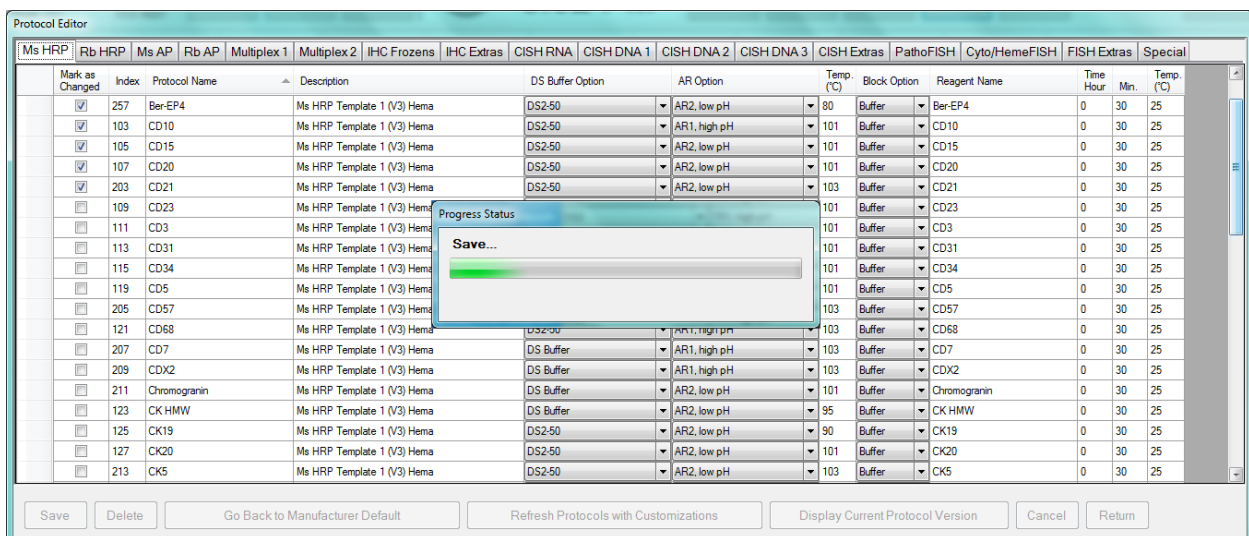 Protocol Editor
Ms HRP Rb HRP Ms AP Rb AP Multiplex 1 Multiplex 2 IHC Frozens IHC Extras CISH RNA CISH DNA 1 CISH DNA 2 CISH DNA 3 CISH Extras PathoFISH Cyto/HemeFISH FISH Extras Special
Mark as Changed Index Protocol Name Description DS Buffer Option AR Option Temp. (°C) Block Option Reagent Name Time Hour Min. Temp. (°C)
257 Ber-EP4 Ms HRP Template 1 (V3) Hema DS2-50 AR2, low pH 80 Buffer Ber-EP4 0 30 25
103 CD10 Ms HRP Template 1 (V3) Hema DS2-50 AR1, high pH 101 Buffer CD10 0 30 25
105 CD15 Ms HRP Template 1 (V3) Hema DS2-50 AR2, low pH 101 Buffer CD15 0 30 25
107 CD20 Ms HRP Template 1 (V3) Hema DS2-50 AR2, low pH 101 Buffer CD20 0 30 25
203 CD21 Ms HRP Template 1 (V3) Hema DS2-50 AR2, low pH 103 Buffer CD21 0 30 25
109 CD23 Ms HRP Template 1 (V3) Hema 101 Buffer CD23 0 30 25
111 CD3 Ms HRP Template 1 (V3) Hema 101 Buffer CD3 0 30 25
113 CD31 Ms HRP Template 1 (V3) Hema 101 Buffer CD31 0 30 25
115 CD34 Ms HRP Template 1 (V3) Hema 101 Buffer CD34 0 30 25
119 CD5 Ms HRP Template 1 (V3) Hema 101 Buffer CD5 0 30 25
205 CD57 Ms HRP Template 1 (V3) Hema 103 Buffer CD57 0 30 25
121 CD68 Ms HRP Template 1 (V3) Hema DS2-50 AR1, high pH 103 Buffer CD68 0 30 25
207 CD7 Ms HRP Template 1 (V3) Hema DS Buffer AR1, high pH 103 Buffer CD7 0 30 25
209 CDX2 Ms HRP Template 1 (V3) Hema DS Buffer AR1, high pH 103 Buffer CDX2 0 30 25
211 Chromogranin Ms HRP Template 1 (V3) Hema DS Buffer AR2, low pH 101 Buffer Chromogranin 0 30 25
123 CK HMW Ms HRP Template 1 (V3) Hema DS Buffer AR2, low pH 95 Buffer CK HMW 0 30 25
125 CK19 Ms HRP Template 1 (V3) Hema DS2-50 AR2, low pH 90 Buffer CK19 0 30 25
127 CK20 Ms HRP Template 1 (V3) Hema DS2-50 AR2, low pH 101 Buffer CK20 0 30 25
213 CK5 Ms HRP Template 1 (V3) Hema DS2-50 AR2, low pH 103 Buffer CK5 0 30 25
Progress Status
Save...
Save Delete Go Back to Manufacturer Default Refresh Protocols with Customizations Display Current Protocol Version Cancel Return